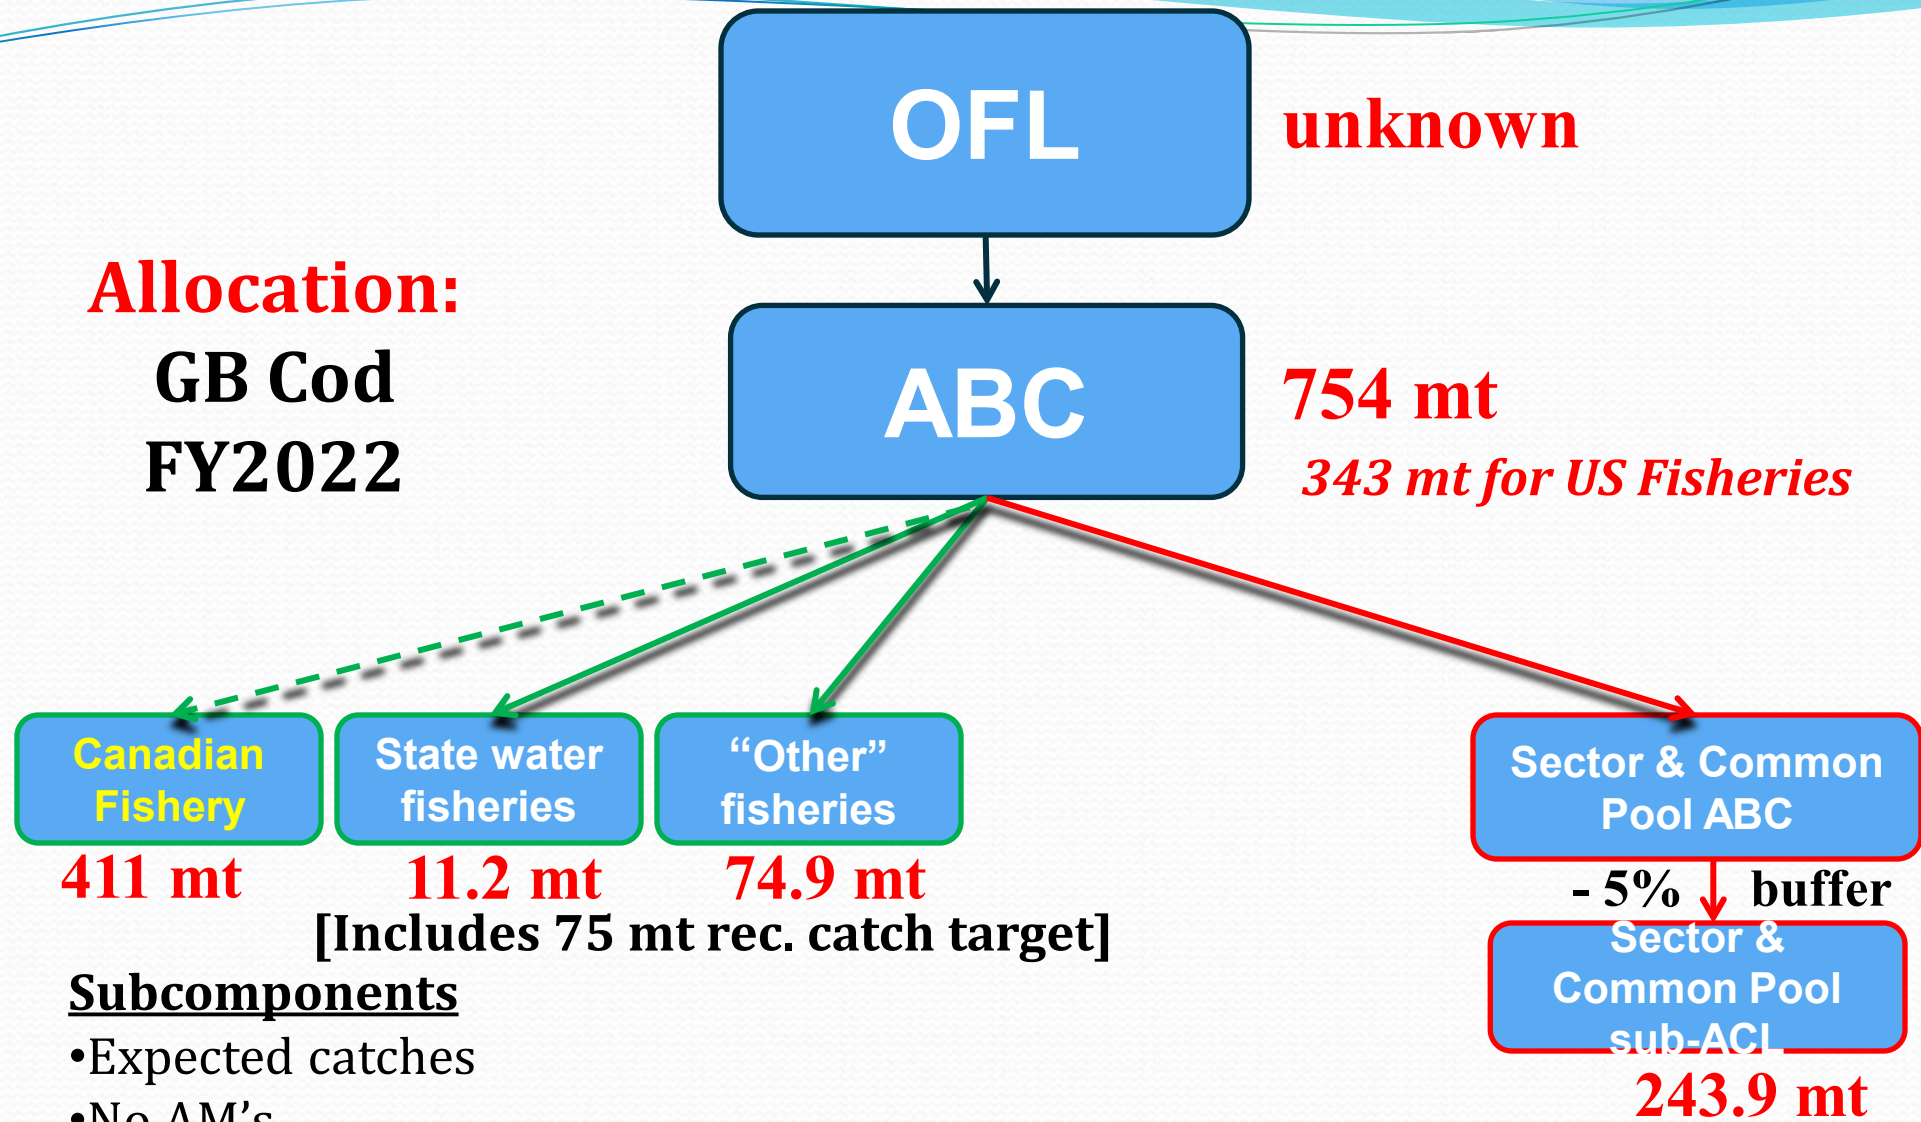 OFL
unknown
Allocation:
GB Cod
FY2022
ABC
754 mt
343 mt for US Fisheries
Canadian
Fishery
411 mt
State water
fisheries
11.2 mt
“Other”
fisheries
74.9 mt
[Includes 75 mt rec. catch target]
Sector & Common
Pool ABC
- 5% buffer
Sector &
Common Pool
sub-ACL
243.9 mt
Subcomponents
•Expected catches
•No AM’s